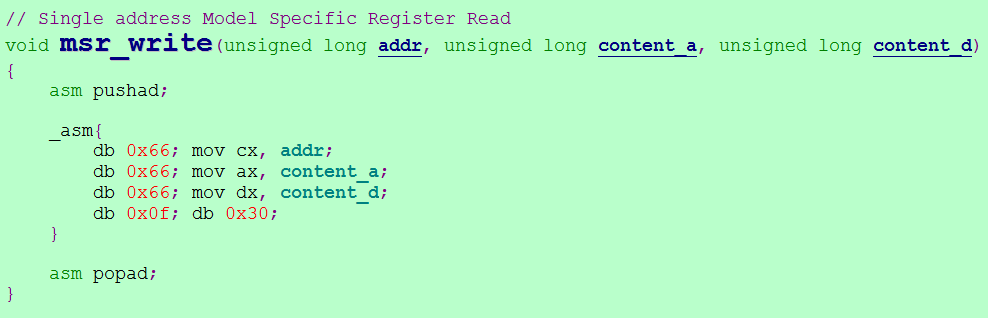 // Single address Model Specific Register Read
void msr_write(unsigned long addr, unsigned long content_a, unsigned long content_d)
{
    asm pushad;

    _asm{
        db 0x66; mov cx, addr;
        db 0x66; mov ax, content_a;
        db 0x66; mov dx, content_d;
        db 0x0f; db 0x30;
    }

    asm popad;
}